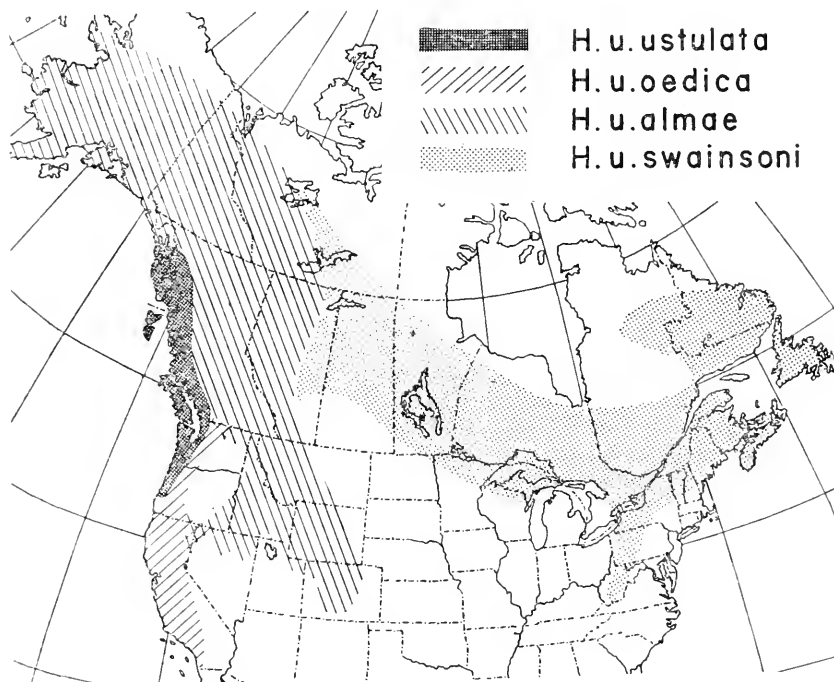 H. u. ustulata
H. u. oedica
H. u. almae
H. u. swainsoni